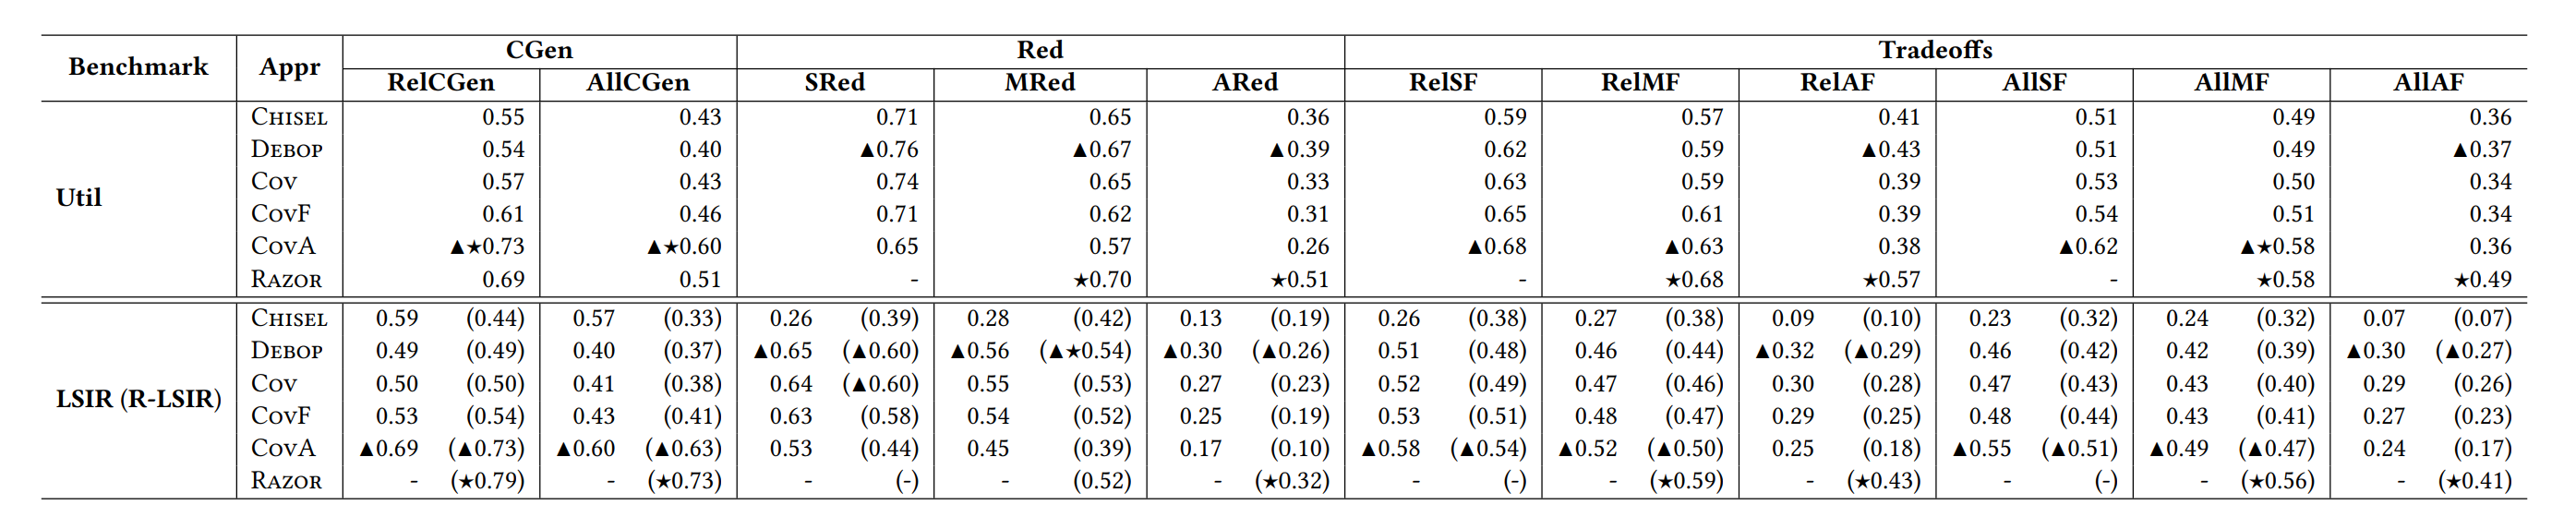 Benchmark Appr CGen Red Tradeoffs
RelCGen AllCGen SRed MRed ARed RelSF RelMF RelAF AllSF AllMF AllAF
Util
CHISEL 0.55 0.43 0.71 0.65 0.36 0.59 0.57 0.41 0.51 0.49 0.36
DEBOP 0.54 0.40 ▲0.76 ▲0.67 ▲0.39 0.62 0.59 ▲0.43 0.51 0.49 ▲0.37
COV 0.57 0.43 0.74 0.65 0.33 0.63 0.59 0.39 0.53 0.50 0.34
COVF 0.61 0.46 0.71 0.62 0.31 0.65 0.61 0.39 0.54 0.51 0.34
COVA ▲★0.73 ▲★0.60 0.65 0.57 0.26 ▲0.68 ▲0.63 0.38 ▲0.62 ▲★0.58 0.36
RAZOR 0.69 0.51 - ★0.70 ★0.51 - ★0.68 ★0.57 - ★0.58 ★0.49
LSIR (R-LSIR)
CHISEL 0.59 (0.44) 0.57 (0.33) 0.26 (0.39) 0.28 (0.42) 0.13 (0.19) 0.26 (0.38) 0.27 (0.38) 0.09 (0.10) 0.23 (0.32) 0.24 (0.32) 0.07 (0.07)
DEBOP 0.49 (0.49) 0.40 (0.37) ▲0.65 (▲0.60) ▲0.56 (▲★0.54) ▲0.30 (▲0.26) 0.51 (0.48) 0.46 (0.44) ▲0.32 (▲0.29) 0.46 (0.42) 0.42 (0.39) ▲0.30 (▲0.27)
COV 0.50 (0.50) 0.41 (0.38) 0.64 (▲0.60) 0.55 (0.53) 0.27 (0.23) 0.52 (0.49) 0.47 (0.46) 0.30 (0.28) 0.47 (0.43) 0.43 (0.40) 0.29 (0.26)
COVF 0.53 (0.54) 0.43 (0.41) 0.63 (0.58) 0.54 (0.52) 0.25 (0.19) 0.53 (0.51) 0.48 (0.47) 0.29 (0.25) 0.48 (0.44) 0.43 (0.41) 0.27 (0.23)
COVA ▲0.69 (▲0.73) ▲0.60 (▲0.63) 0.53 (0.44) 0.45 (0.39) 0.17 (0.10) ▲0.58 (▲0.54) ▲0.52 (▲0.50) 0.25 (0.18) ▲0.55 (▲0.51) ▲0.49 (▲0.47) 0.24 (0.17)
RAZOR - (★0.79) - (★0.73) - (-) - (0.52) - (★0.32) - (-) - (★0.59) - (★0.43) - (-) - (★0.56) - (★0.41)